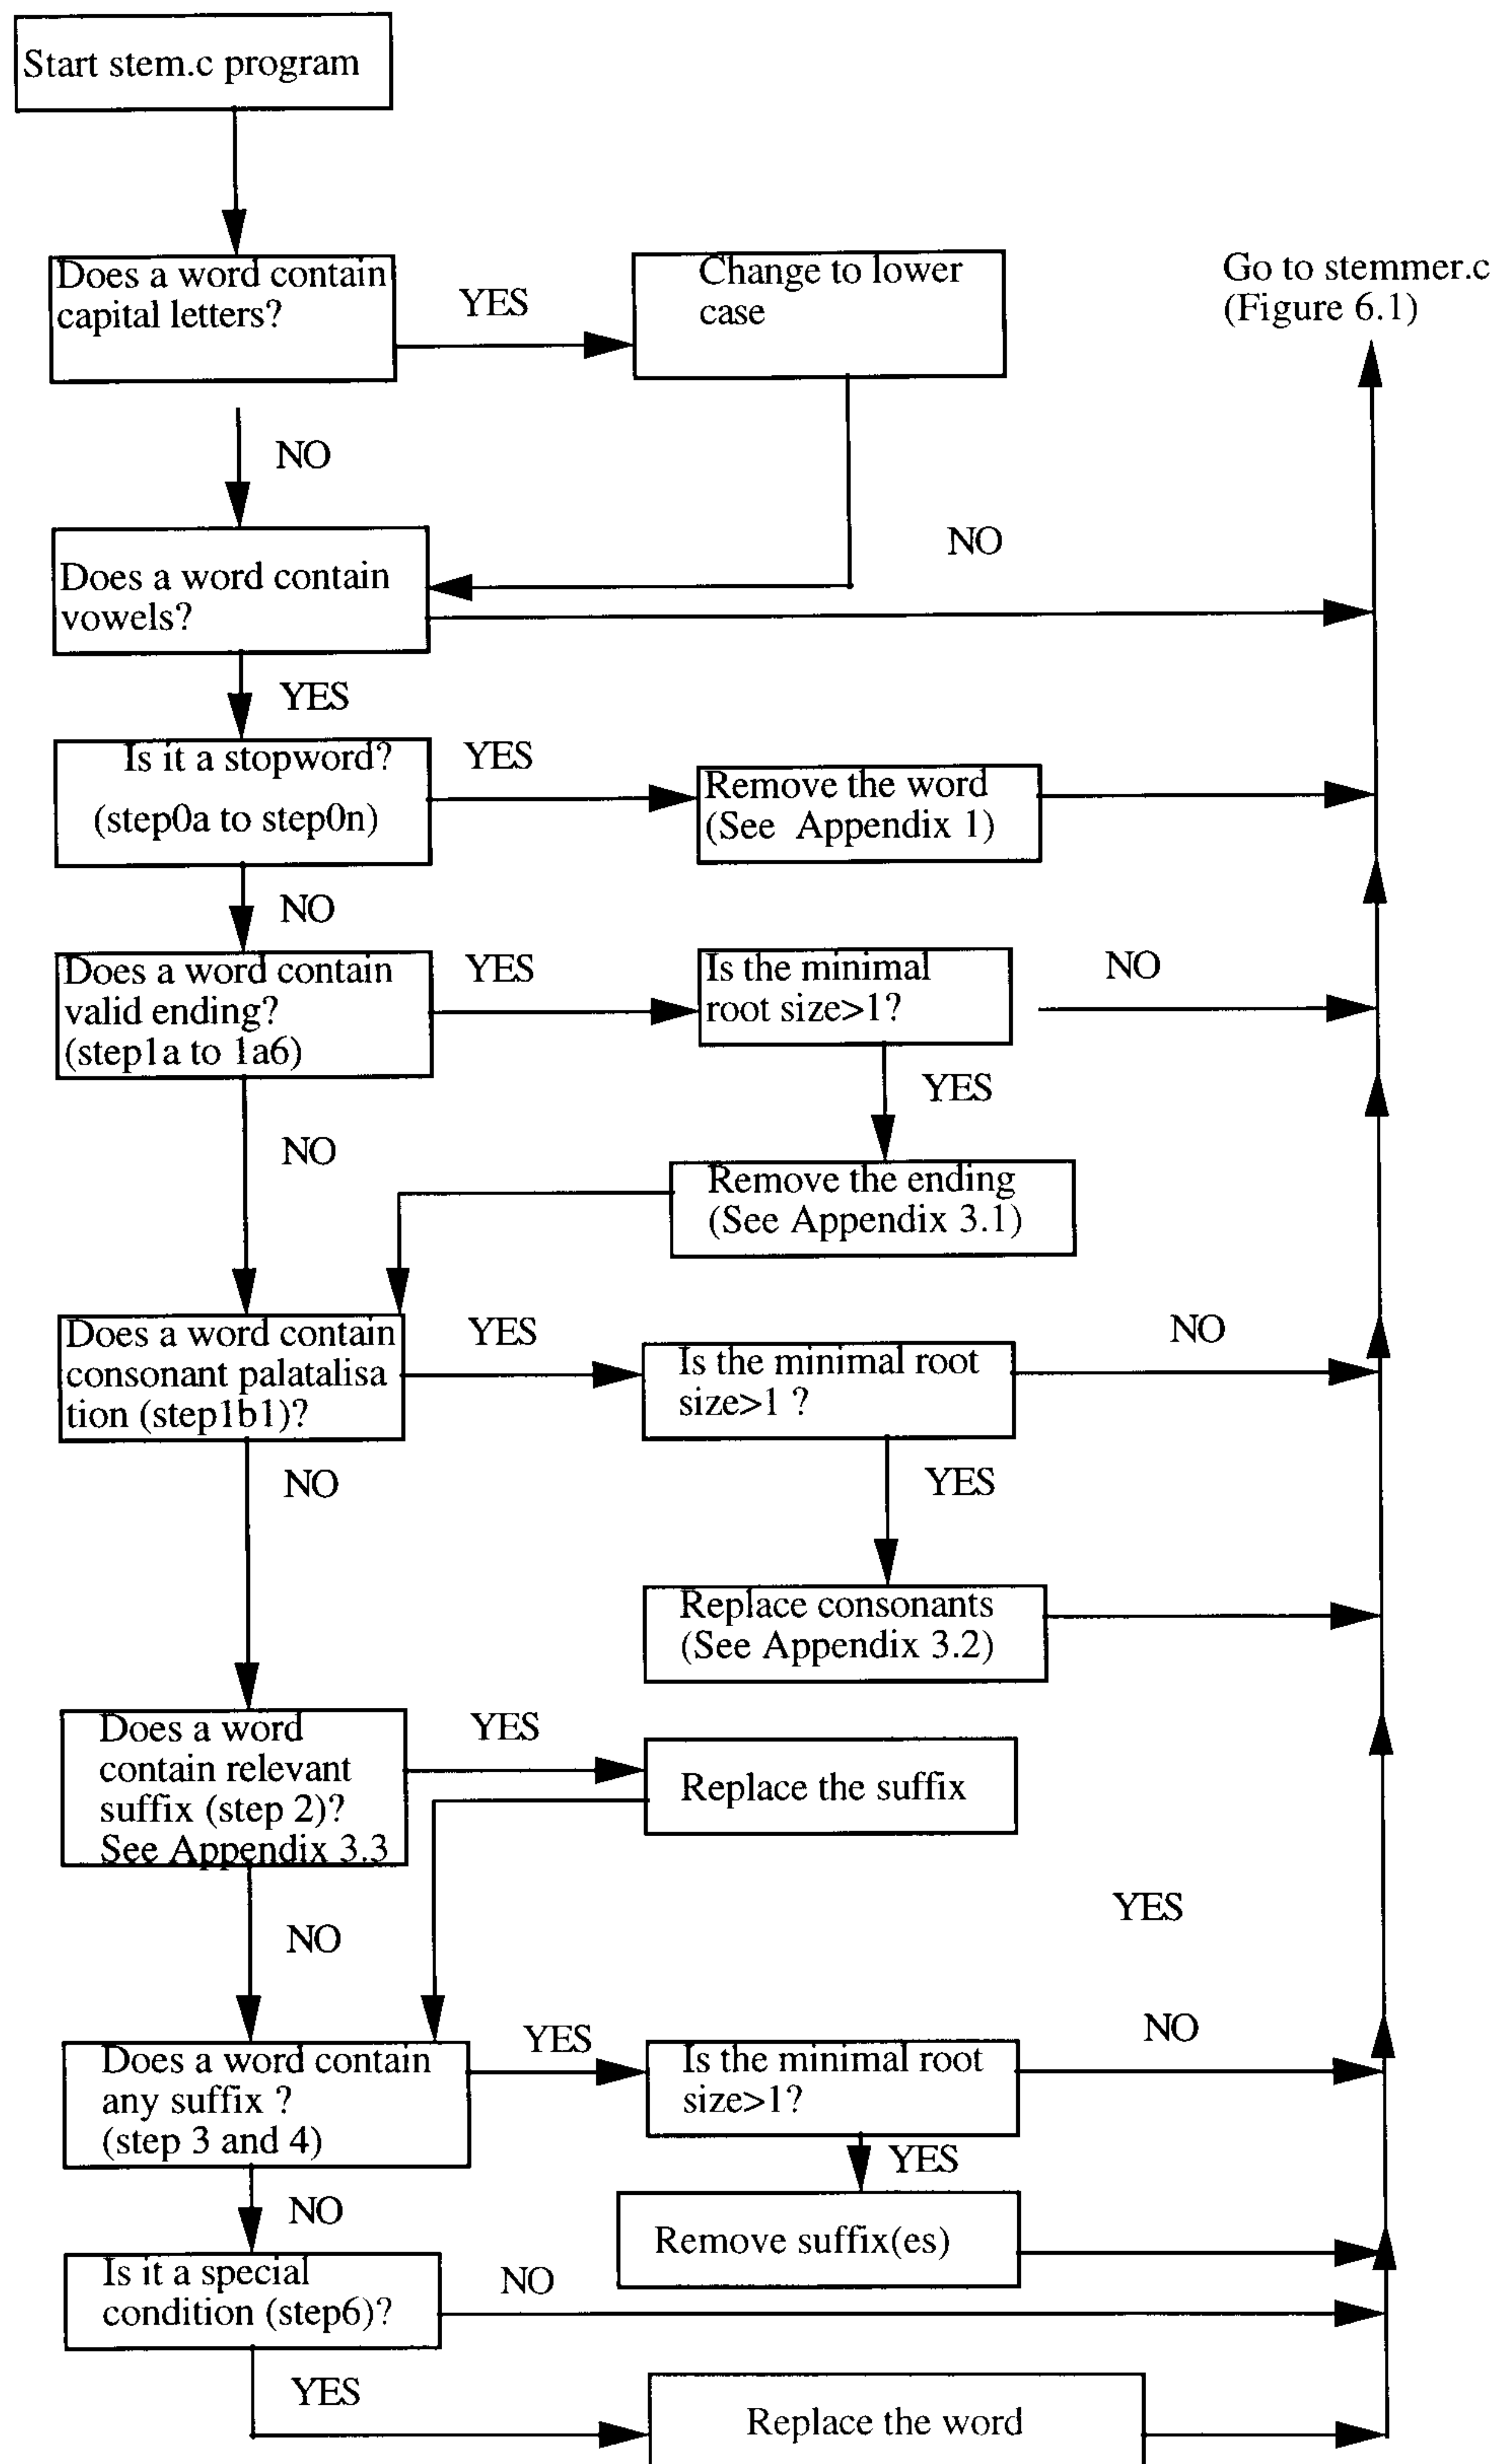 Start stem.c program
Does a word contain
capital letters?
YES
Change to lower
case
Go to stemmer.c
(Figure 6.1)
NO
NO
Does a word contain
vowels?
YES
Is it a stopword?
(step0a to step0n)
YES
Remove the word
(See Appendix 1)
NO
Does a word contain
valid ending?
(step1a to 1a6)
YES
Is the minimal
root size>1?
NO
YES
NO
Remove the ending
(See Appendix 3.1)
Does a word contain
consonant palatalisa
tion (step1b1)?
YES
Is the minimal root
size>1 ?
NO
NO
YES
Replace consonants
(See Appendix 3.2)
Does a word
contain relevant
suffix (step 2)?
See Appendix 3.3
YES
Replace the suffix
YES
NO
Does a word contain
any suffix ?
(step 3 and 4)
YES
Is the minimal root
size>1?
NO
YES
NO
Remove suffix(es)
Is it a special
condition (step6)?
NO
YES
Replace the word